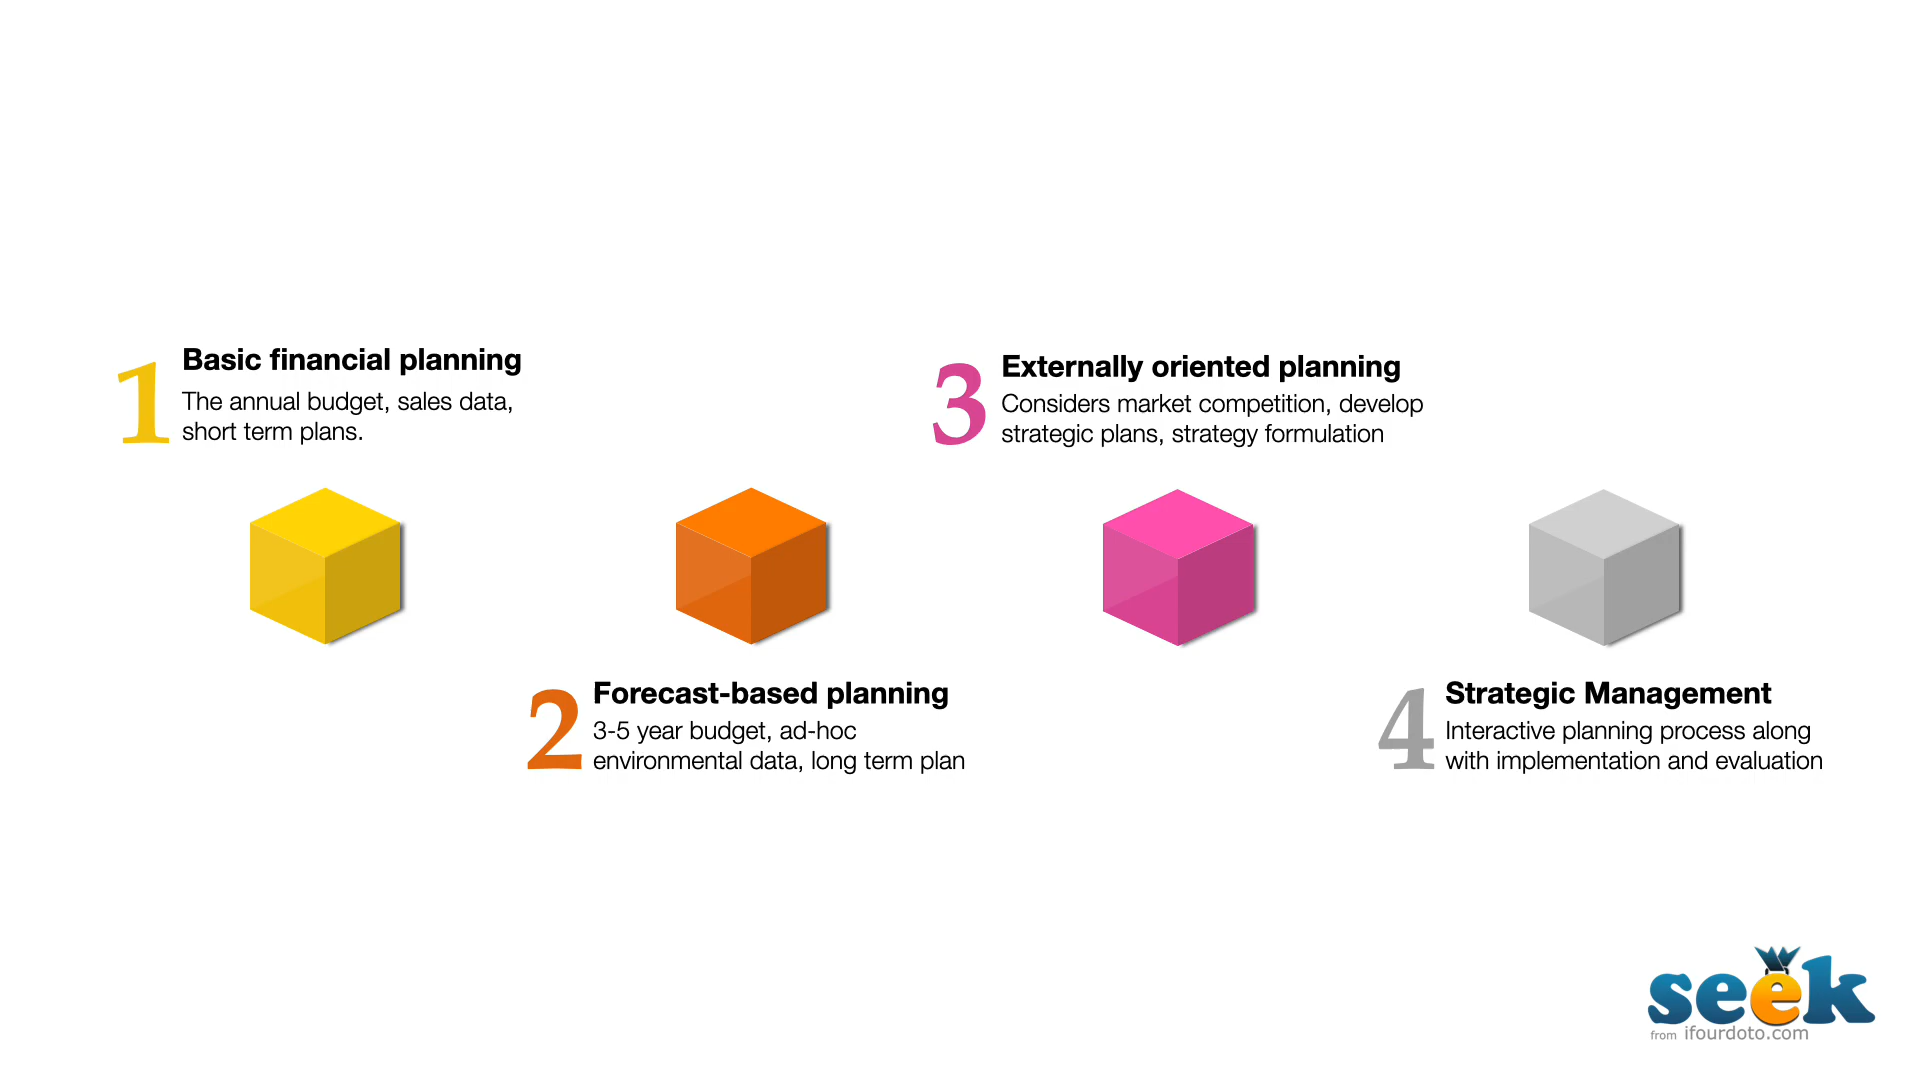 1
Basic financial planning
The annual budget, sales data,
short term plans.
2
Forecast-based planning
3-5 year budget, ad-hoc
environmental data, long term plan
3
Externally oriented planning
Considers market competition, develop
strategic plans, strategy formulation
4
Strategic Management
Interactive planning process along
with implementation and evaluation
seek
from ifourdoto.com